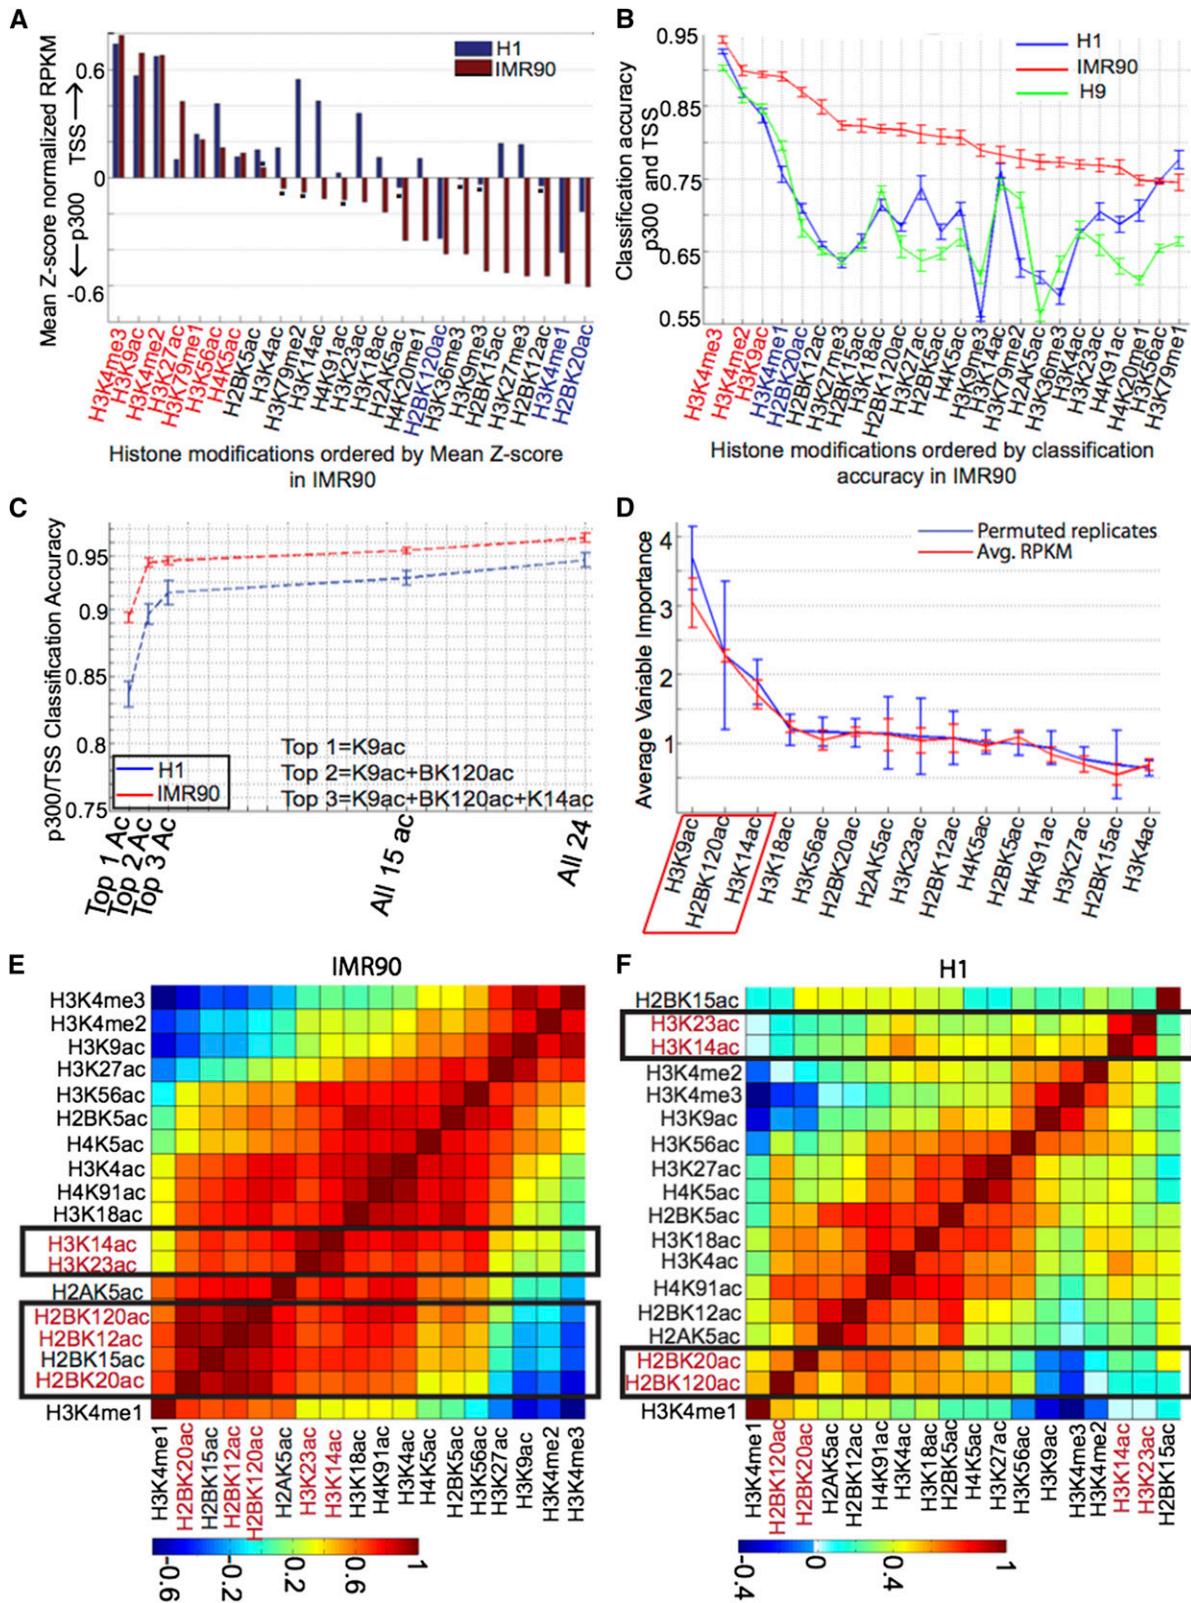 A
Mean Z-score normalized RPKM
p300 TSS
0.6
0
-0.6
H1
IMR90
H3K4me3
H3K9ac
H3K4me2
H3K27ac
H3K79me1
H3K56ac
H4K5ac
H2BK5ac
H3K4ac
H3K79me2
H3K14ac
H4K91ac
H3K23ac
H3K18ac
H2AK5ac
H4K20me1
H2BK120ac
H3K36me3
H3K9me3
H2BK15ac
H3K27me3
H2BK12ac
H3K4me1
H2BK20ac
Histone modifications ordered by Mean Z-score
in IMR90
B
Classification accuracy
p300 and TSS
0.95
0.85
0.75
0.65
0.55
H1
IMR90
H9
H3K4me3
H3K4me2
H3K9ac
H3K4me1
H2BK20ac
H2BK12ac
H3K27me3
H2BK15ac
H3K18ac
H2BK120ac
H3K27ac
H2BK5ac
H4K5ac
H3K9me3
H3K14ac
H3K79me2
H2AK5ac
H3K36me3
H3K4ac
H3K23ac
H4K91ac
H4K20me1
H3K56ac
H3K79me1
Histone modifications ordered by classification
accuracy in IMR90
C
p300/TSS Classification Accuracy
0.95
0.9
0.85
0.8
0.75
H1
IMR90
Top 1=K9ac
Top 2=K9ac+BK120ac
Top 3=K9ac+BK120ac+K14ac
Top 1 Ac
Top 2 Ac
Top 3 Ac
All 15 ac
All 24
D
Average Variable Importance
4
3
2
1
Permuted replicates
Avg. RPKM
H3K9ac
H2BK120ac
H3K14ac
H3K18ac
H3K56ac
H2BK20ac
H2AK5ac
H3K23ac
H2BK12ac
H4K5ac
H2BK5ac
H4K91ac
H3K27ac
H2BK15ac
H3K4ac
E
IMR90
H3K4me3
H3K4me2
H3K9ac
H3K27ac
H3K56ac
H2BK5ac
H4K5ac
H3K4ac
H4K91ac
H3K18ac
H3K14ac
H3K23ac
H2AK5ac
H2BK120ac
H2BK12ac
H2BK15ac
H2BK20ac
H3K4me1
H3K4me1
H2BK20ac
H2BK15ac
H2BK12ac
H2BK120ac
H2AK5ac
H3K23ac
H3K14ac
H3K18ac
H4K91ac
H3K4ac
H4K5ac
H2BK5ac
H3K56ac
H3K27ac
H3K9ac
H3K4me2
H3K4me3
-0.6
-0.2
0.2
0.6
1
F
H1
H2BK15ac
H3K23ac
H3K14ac
H3K4me2
H3K4me3
H3K9ac
H3K56ac
H3K27ac
H4K5ac
H2BK5ac
H3K18ac
H3K4ac
H4K91ac
H2BK12ac
H2AK5ac
H2BK20ac
H2BK120ac
H3K4me1
H3K4me1
H2BK120ac
H2BK20ac
H2AK5ac
H2BK12ac
H4K91ac
H3K4ac
H3K18ac
H2BK5ac
H4K5ac
H3K27ac
H3K56ac
H3K9ac
H3K4me3
H3K4me2
H3K14ac
H3K23ac
H2BK15ac
-0.4
0
0.4
1